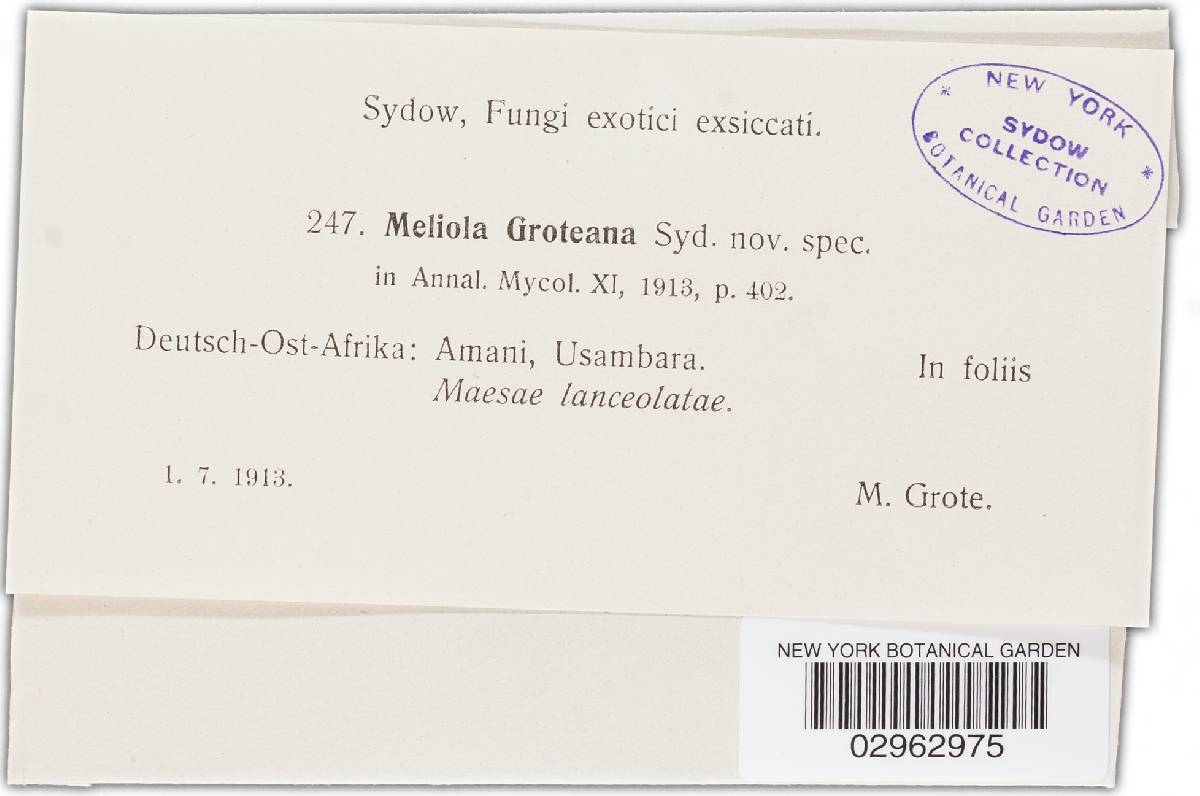 Sydow, Fungi exotici exsiccati.
NEW YORK
SYDOW
COLLECTION
BOTANICAL GARDEN
247. Meliola Groteana Syd. nov. spec.
in Annal. Mycol. XI, 1913, p. 402.
Deutsch-Ost-Afrika: Amani, Usambara. In foliis
Maesae lanceolatae.
1. 7. 1913. M. Grote.
NEW YORK BOTANICAL GARDEN
02962975